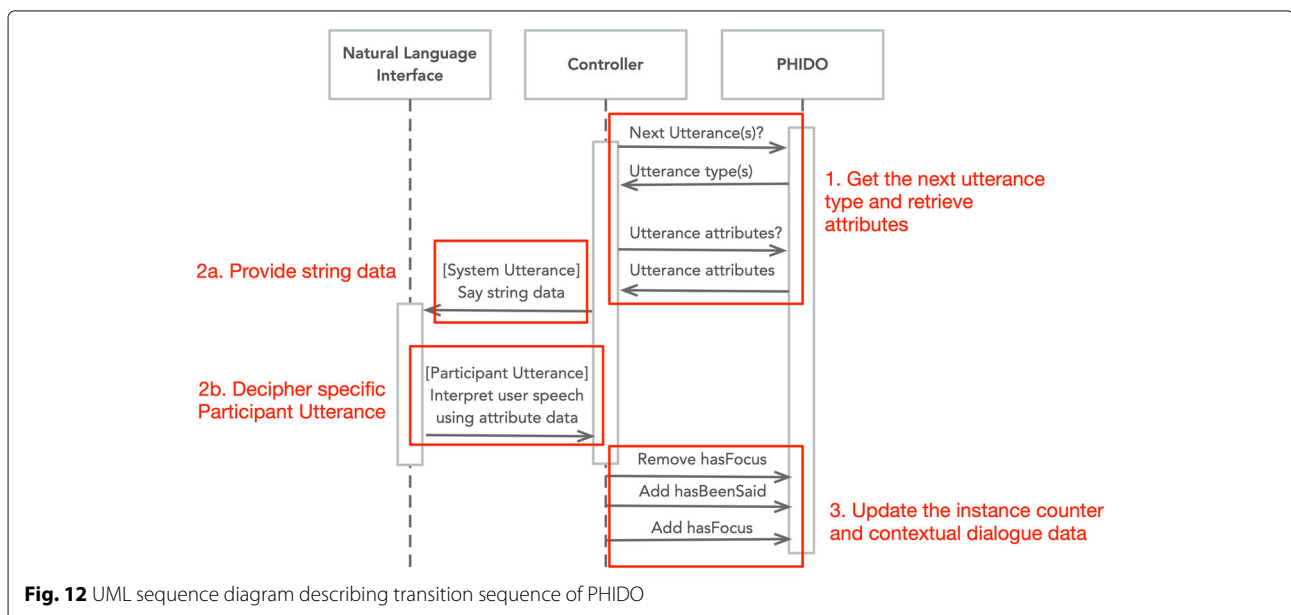 Natural Language
Interface
Controller
PHIDO
Next Utterance(s)?
Utterance type(s)
1. Get the next utterance
type and retrieve
attributes
Utterance attributes?
Utterance attributes
2a. Provide string data
[System Utterance]
Say string data
2b. Decipher specific
Participant Utterance
[Participant Utterance]
Interpret user speech
using attribute data
Remove hasFocus
Add hasBeenSaid
Add hasFocus
3. Update the instance counter
and contextual dialogue data
Fig. 12 UML sequence diagram describing transition sequence of PHIDO